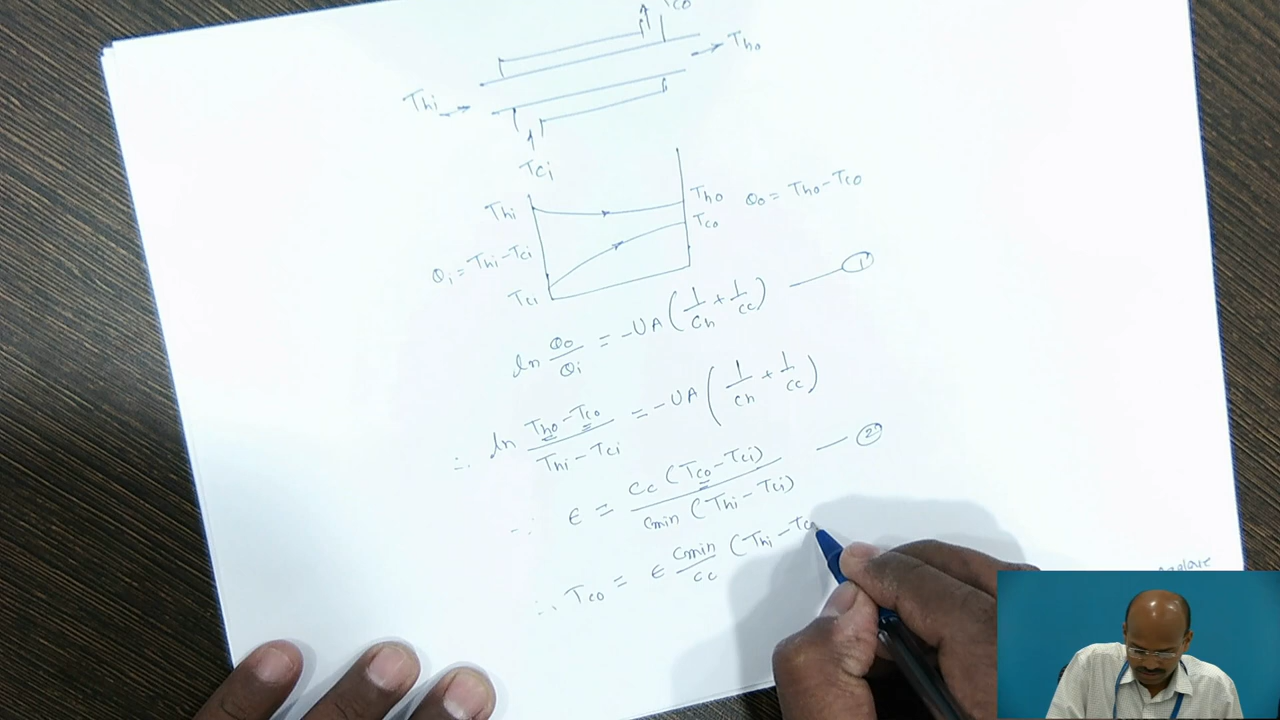 Tco
Tho
Thi
Tci
Thi
Tho
Tco
θo = Tho - Tco
θi = Thi - Tci
Tci
ln θo/θi = -UA (1/Ch + 1/Cc) — ①
∴ ln (Tho - Tco)/(Thi - Tci) = -UA (1/Ch + 1/Cc)
∴ ϵ = Cc (Tco - Tci) / Cmin (Thi - Tci) — ②
∴ Tco = ϵ Cmin/Cc (Thi - Tc